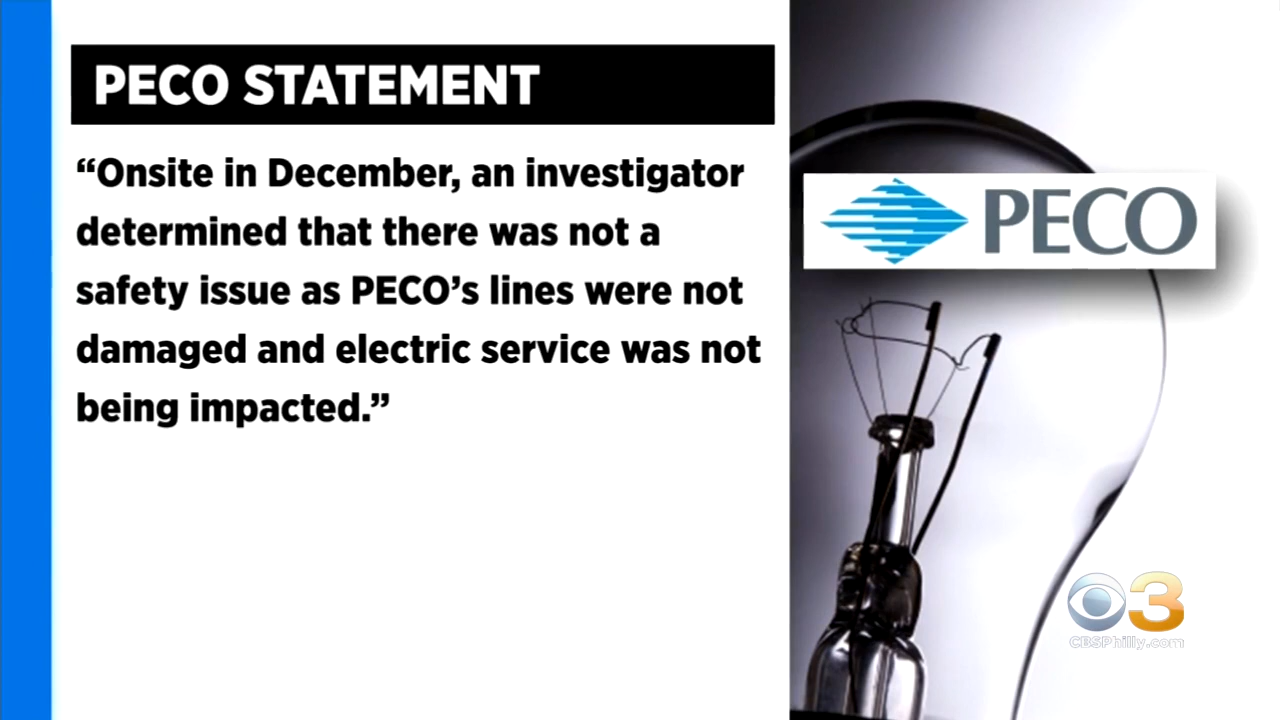 PECO STATEMENT
“Onsite in December, an investigator
determined that there was not a
safety issue as PECO’s lines were not
damaged and electric service was not
being impacted.”
PECO
3
CBSPhilly.com